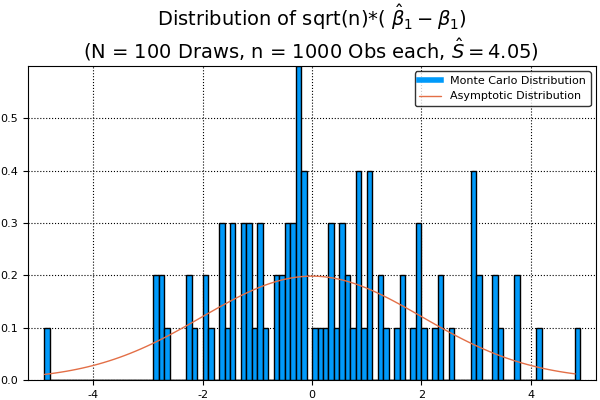 Distribution of sqrt(n)*( β̂₁ − β₁)
(N = 100 Draws, n = 1000 Obs each, Ŝ = 4.05)
Monte Carlo Distribution
Asymptotic Distribution
0.5
0.4
0.3
0.2
0.1
0.0
-4 -2 0 2 4